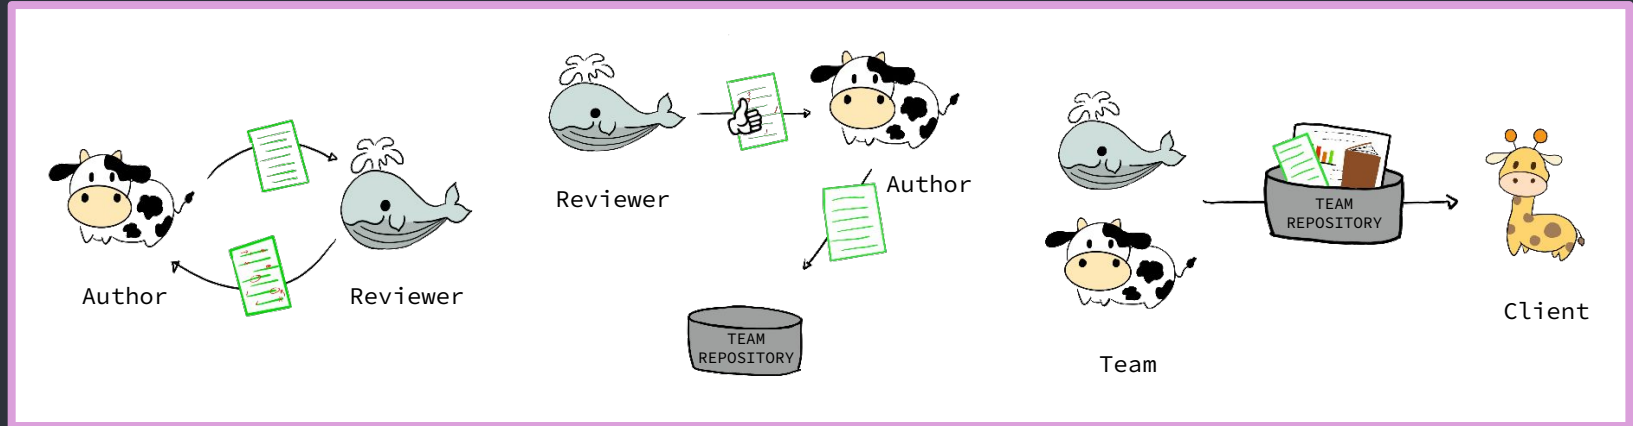 Author
Reviewer
Reviewer
Author
TEAM
REPOSITORY
Team
TEAM
REPOSITORY
Client